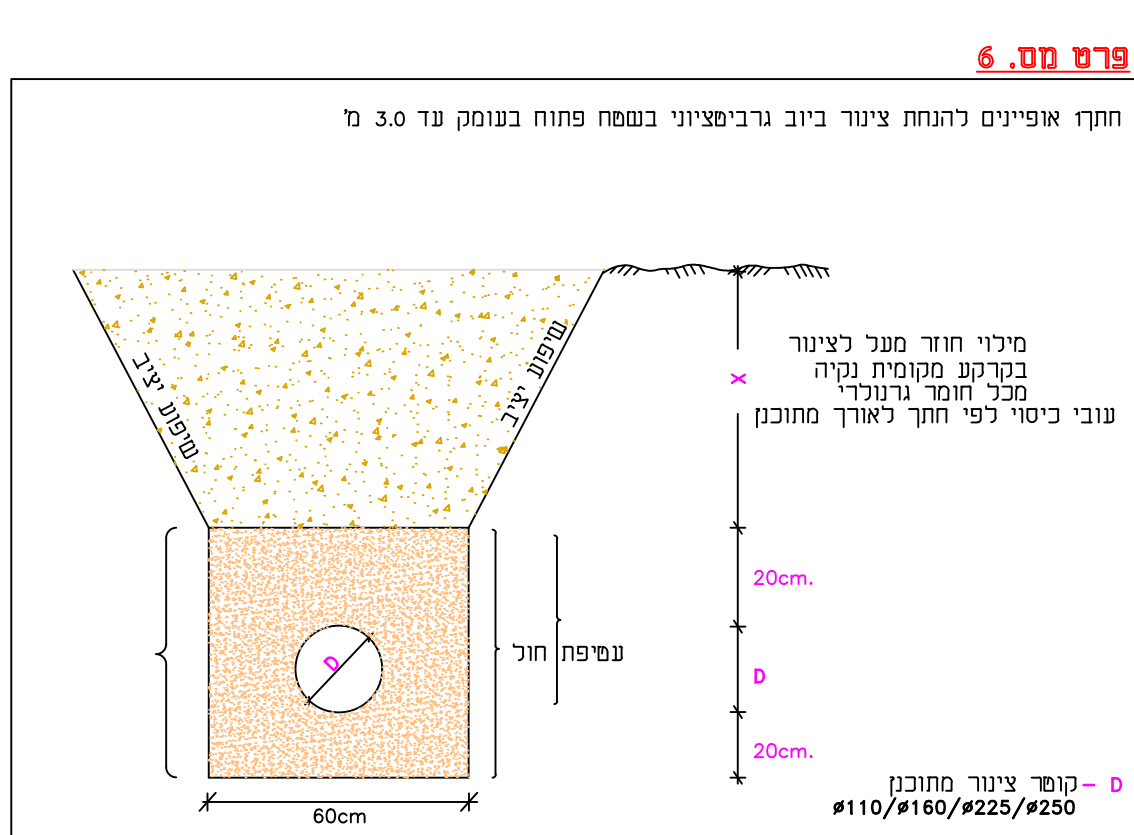 פרט מס. 6
חתך1 אופיינים להנחת צינור ביוב גרביטציוני בשטח פתוח בעומק עד 3.0 מ'
שיפוע יציב
שיפוע יציב
מילוי חוזר מעל לצינור
בקרקע מקומית נקיה
מכל חומר גרנולרי
עובי כיסוי לפי חתך לאורך מתוכנן
X
20cm.
עטיפת חול
D
D
20cm.
60cm
D - קוטר צינור מתוכנן
ø110/ø160/ø225/ø250